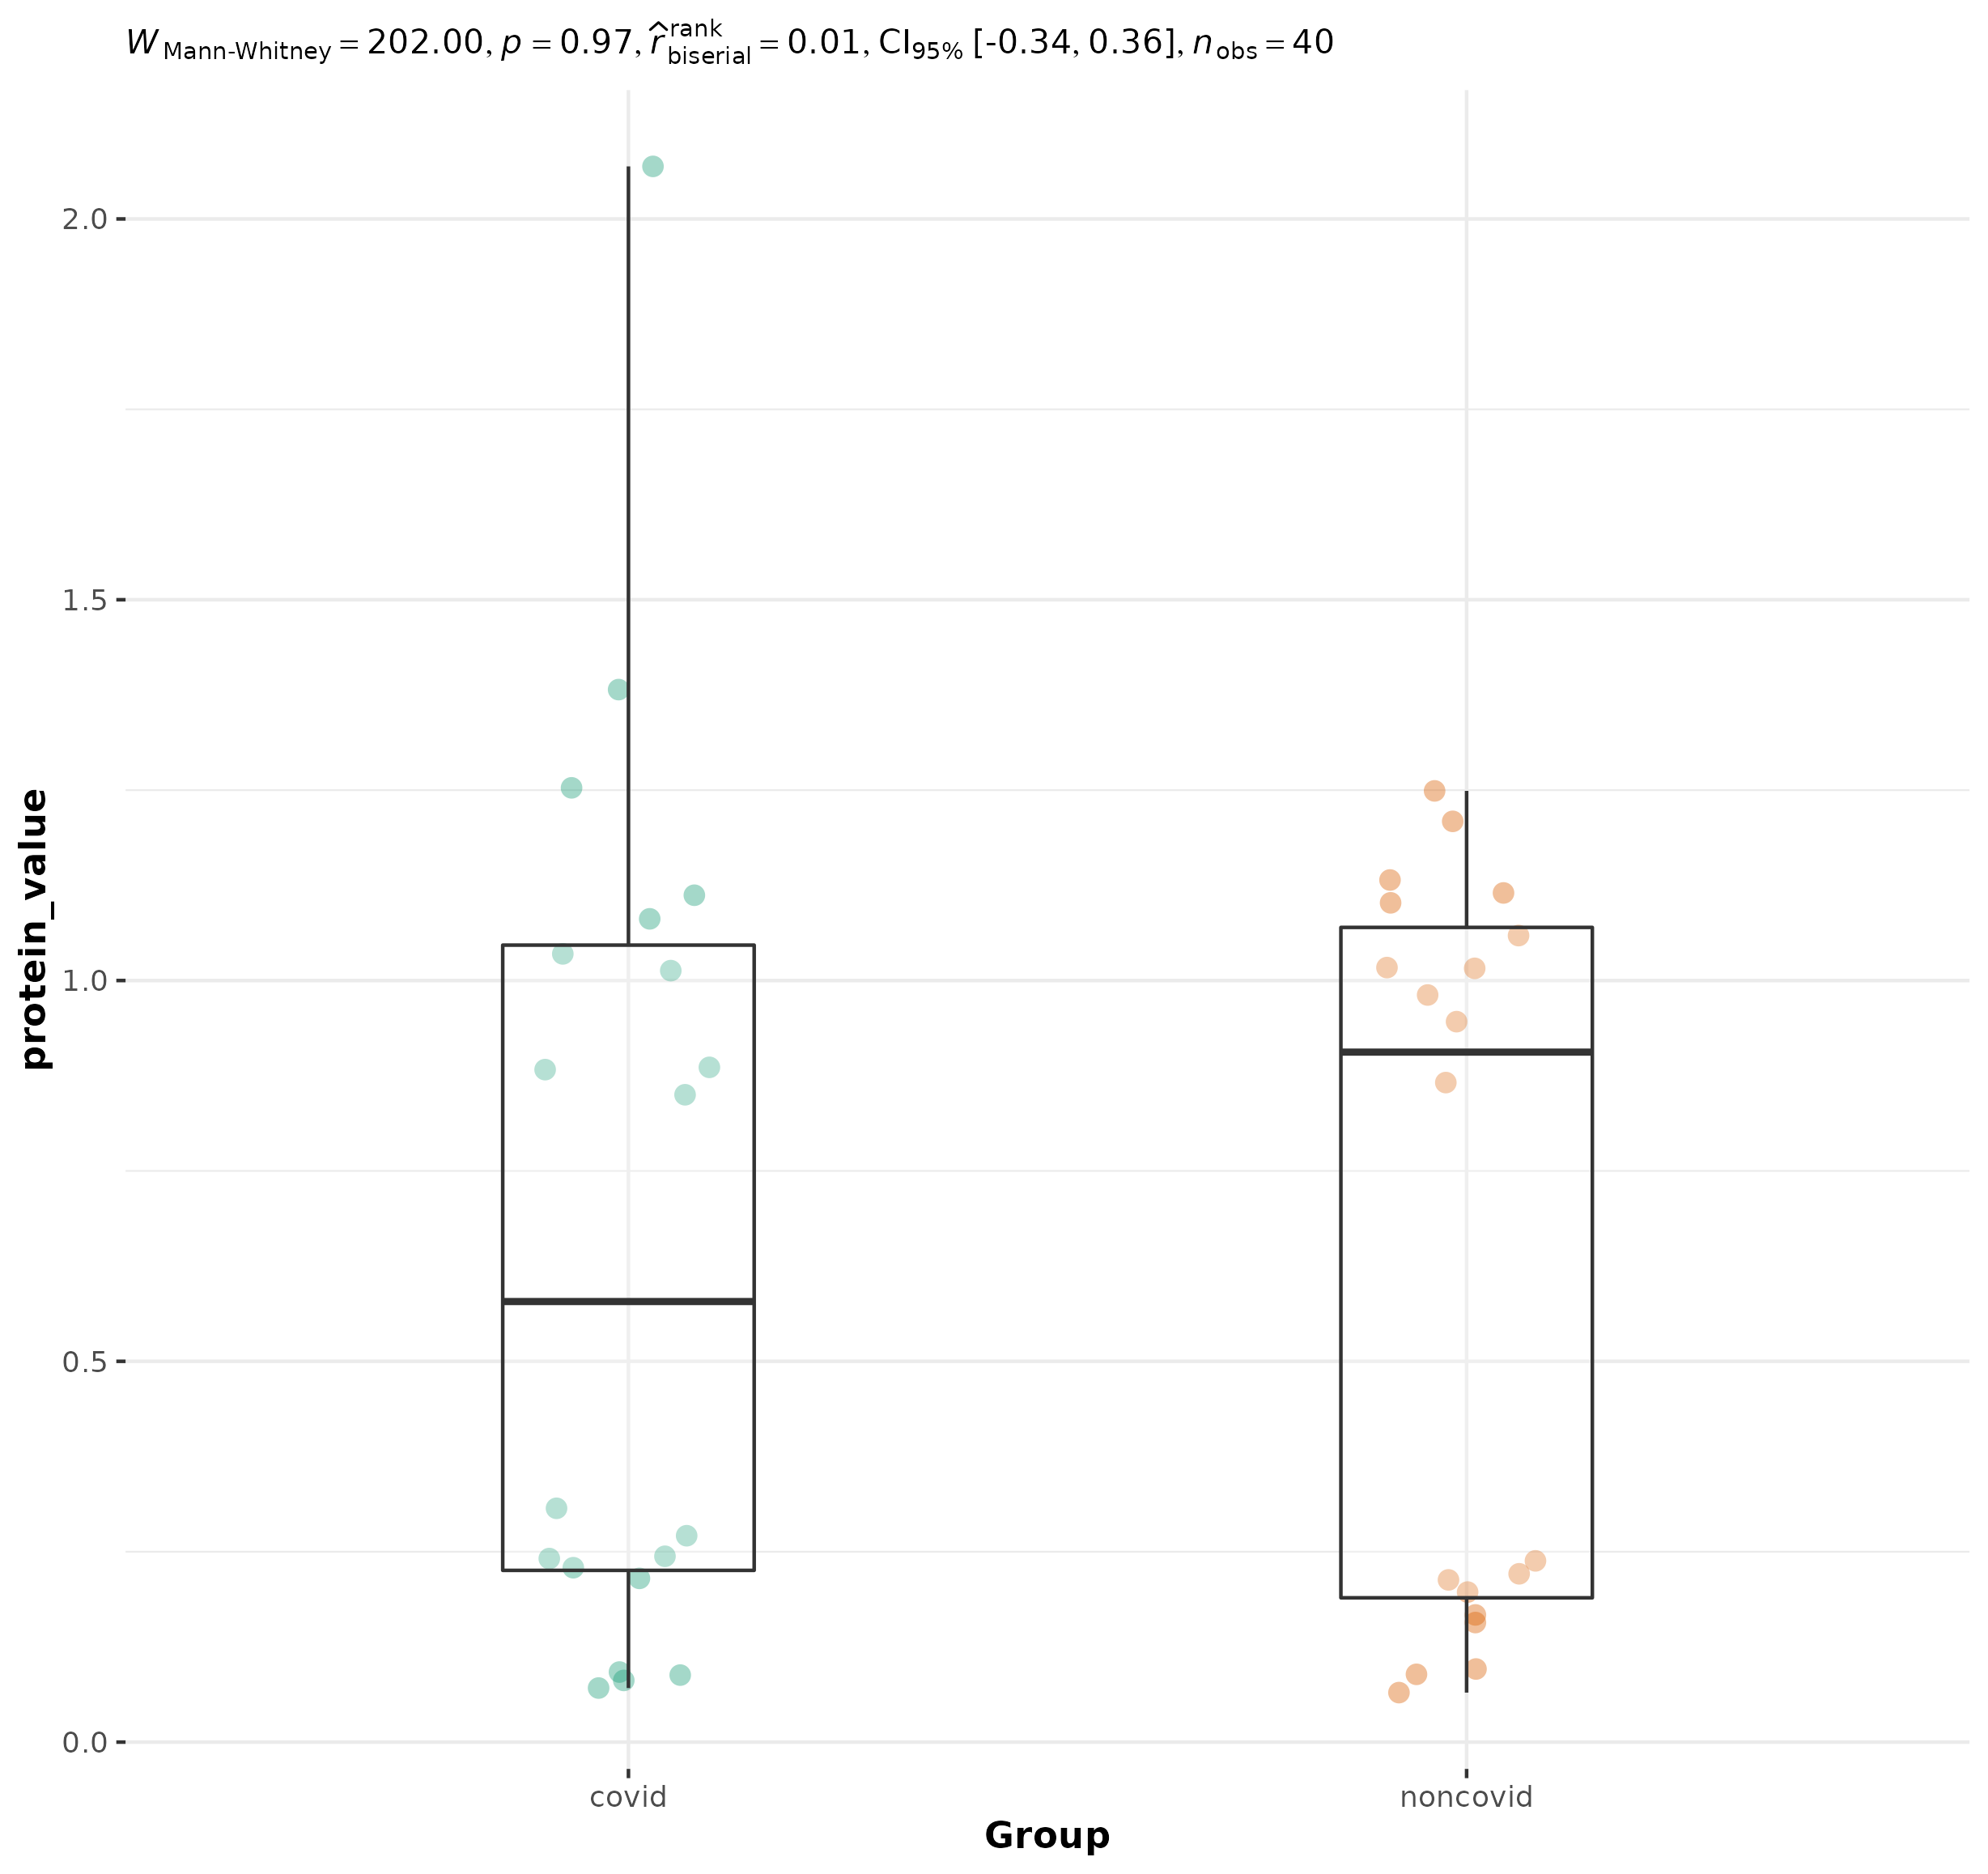 W Mann-Whitney = 202.00, p = 0.97, r̂ rank biserial = 0.01, CI95% [-0.34, 0.36], n obs = 40
2.0
1.5
1.0
0.5
0.0
protein_value
covid
noncovid
Group